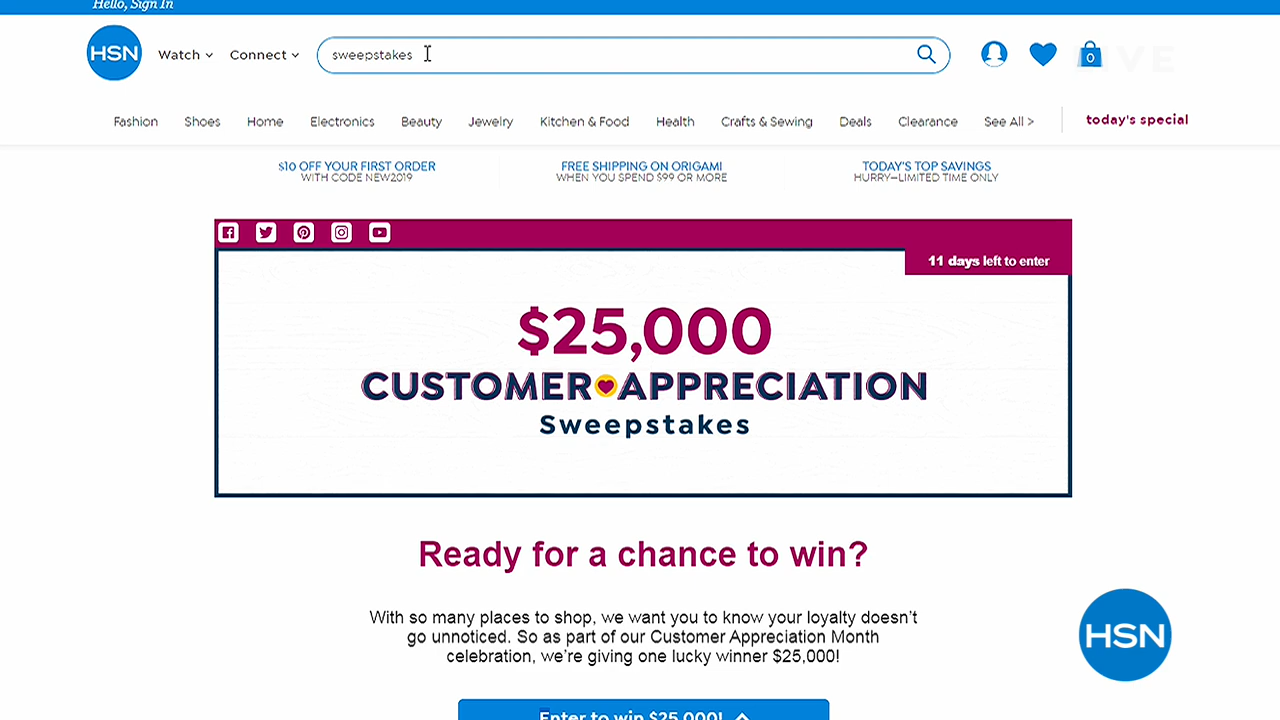 Hello, Sign In
HSN
Watch
Connect
sweepstakes
0
LIVE
Fashion
Shoes
Home
Electronics
Beauty
Jewelry
Kitchen & Food
Health
Crafts & Sewing
Deals
Clearance
See All >
today's special
$10 OFF YOUR FIRST ORDER
WITH CODE NEW2019
FREE SHIPPING ON ORIGAMI
WHEN YOU SPEND $99 OR MORE
TODAY'S TOP SAVINGS
HURRY—LIMITED TIME ONLY
11 days left to enter
$25,000
CUSTOMER APPRECIATION
Sweepstakes
Ready for a chance to win?
With so many places to shop, we want you to know your loyalty doesn't
go unnoticed. So as part of our Customer Appreciation Month
celebration, we're giving one lucky winner $25,000!
HSN
Enter to win $25,000!